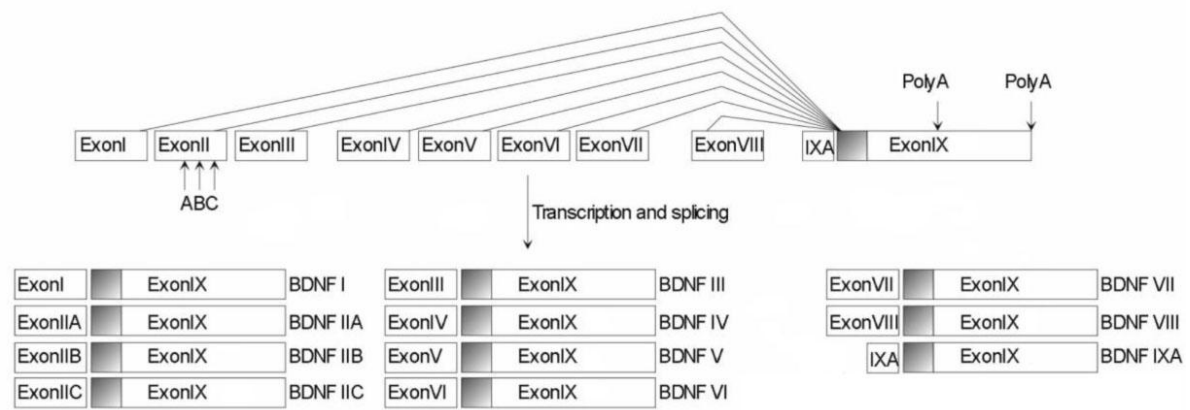 PolyA PolyA
ExonI ExonII ExonIII ExonIV ExonV ExonVI ExonVII ExonVIII IXA ExonIX
ABC
Transcription and splicing
ExonI ExonIX BDNF I
ExonIIA ExonIX BDNF IIA
ExonIIB ExonIX BDNF IIB
ExonIIC ExonIX BDNF IIC
ExonIII ExonIX BDNF III
ExonIV ExonIX BDNF IV
ExonV ExonIX BDNF V
ExonVI ExonIX BDNF VI
ExonVII ExonIX BDNF VII
ExonVIII ExonIX BDNF VIII
IXA ExonIX BDNF IXA